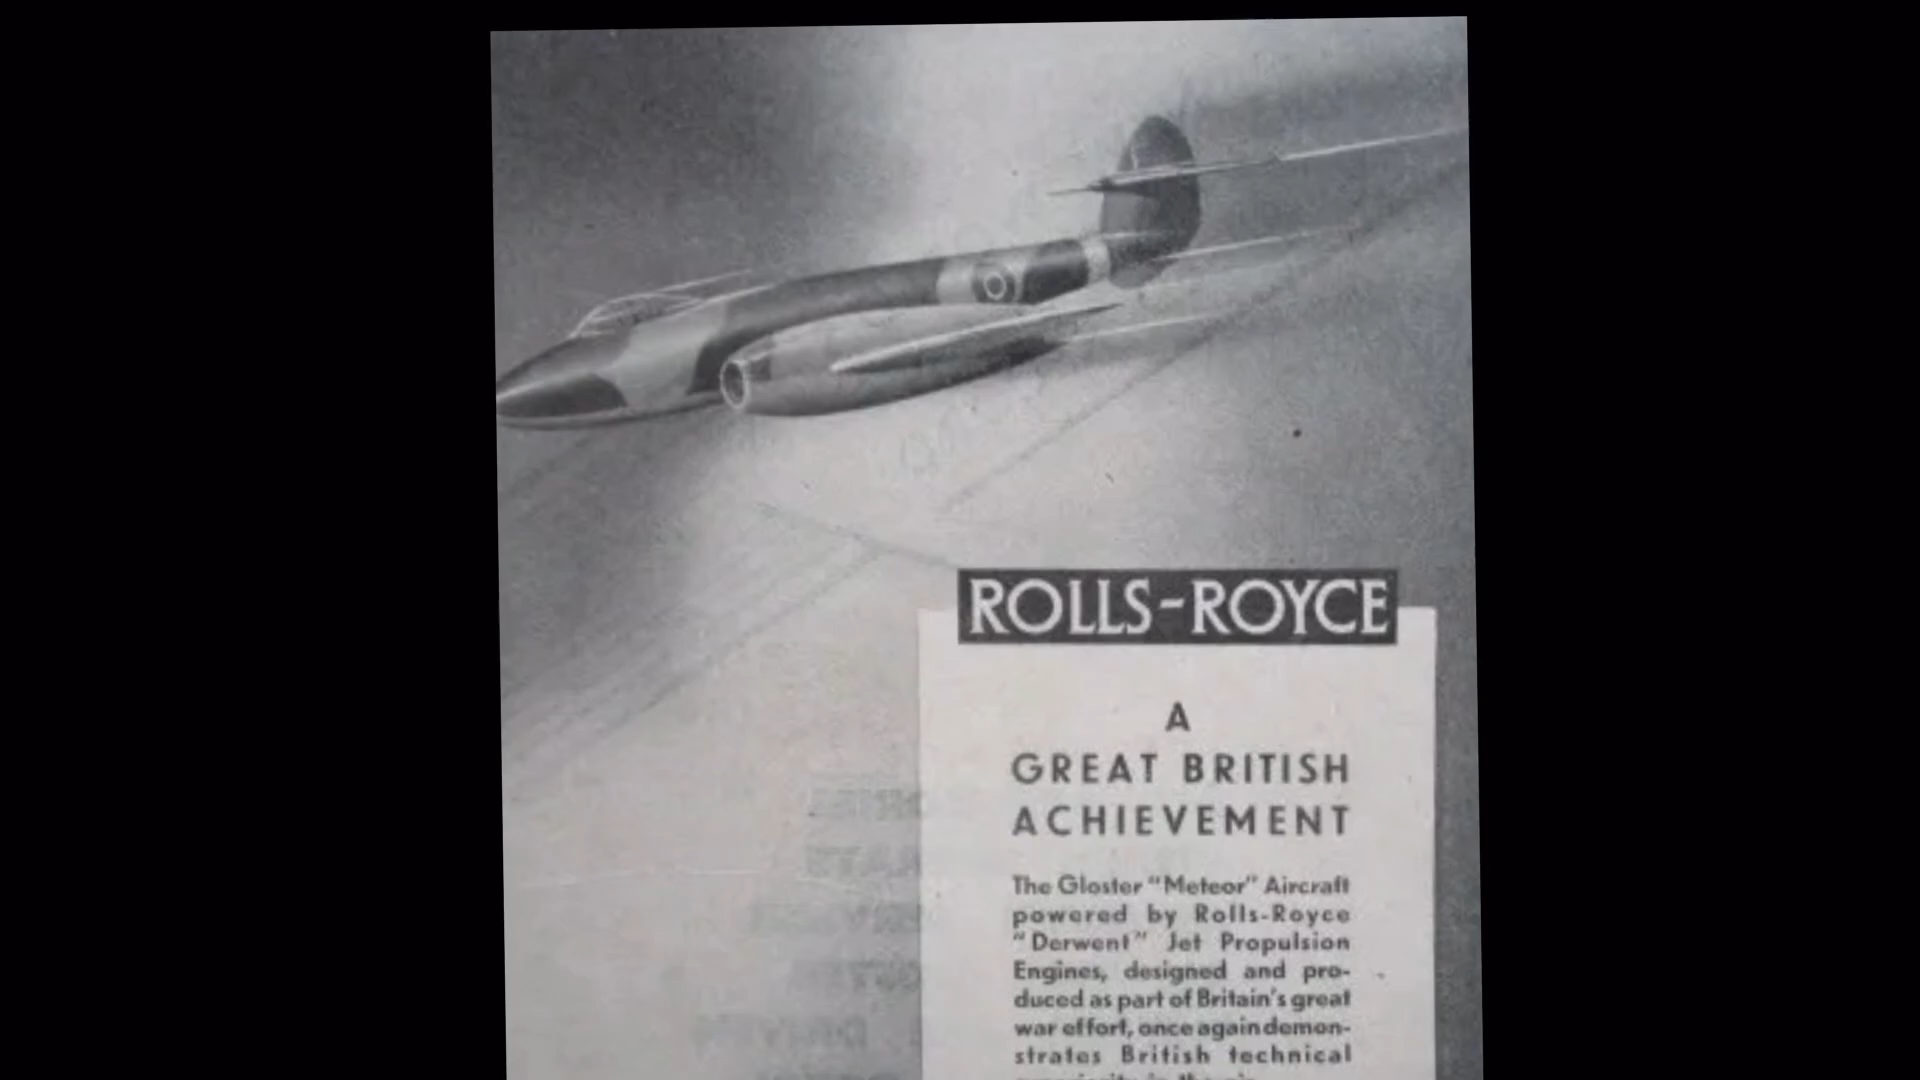 ROLLS-ROYCE
A
GREAT BRITISH
ACHIEVEMENT
The Gloster "Meteor" Aircraft
powered by Rolls-Royce
"Derwent" Jet Propulsion
Engines, designed and pro-
duced as part of Britain's great
war effort, once again demon-
strates British technical